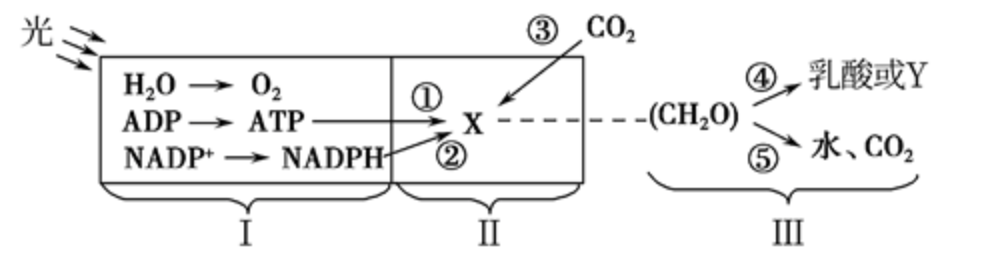 光
③ CO₂
H₂O → O₂
ADP → ATP ① X
NADP⁺ → NADPH ②
(CH₂O)
④ 乳酸或Y
⑤ 水、CO₂
Ⅰ Ⅱ Ⅲ